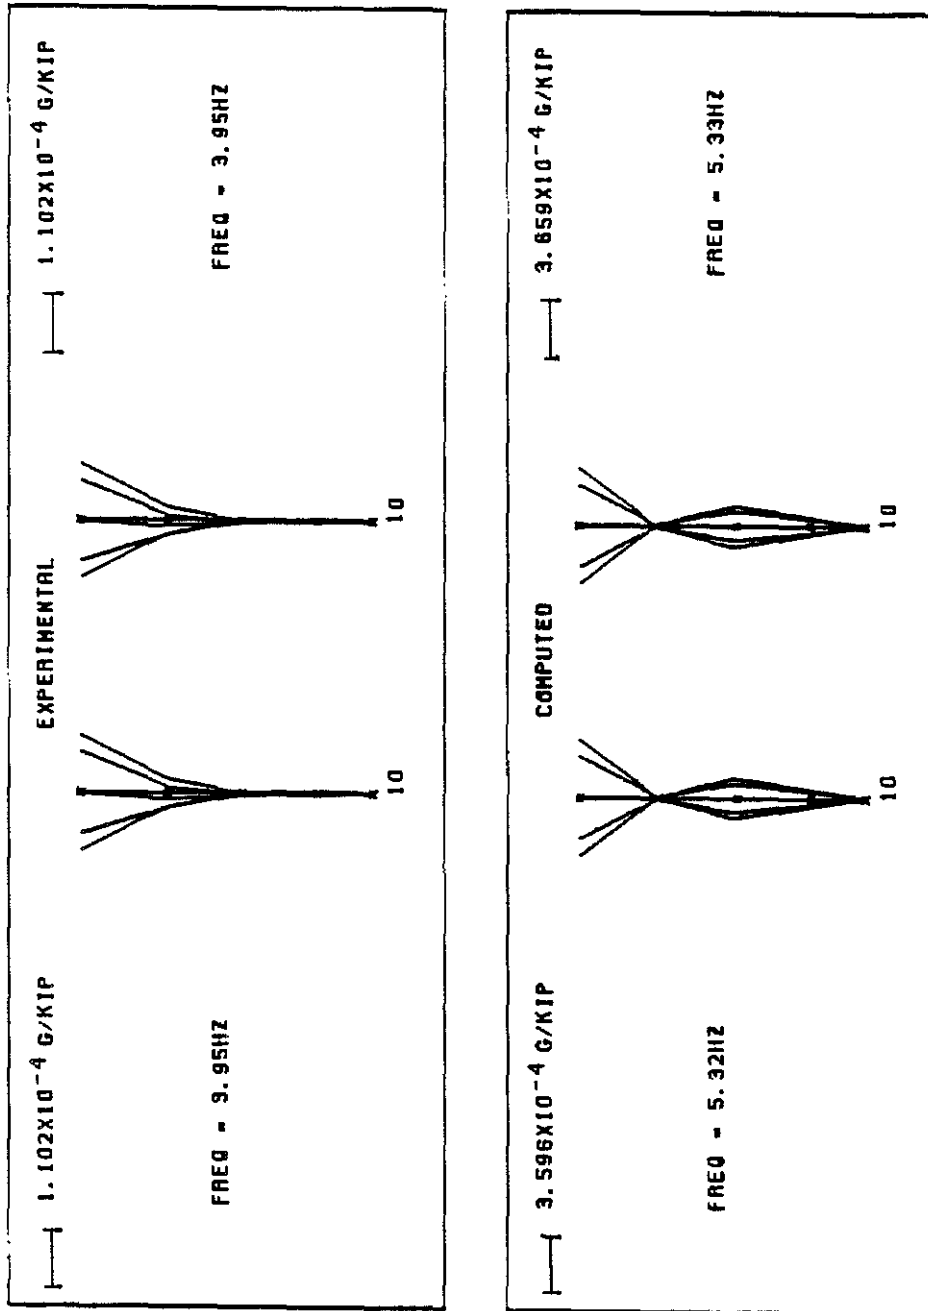 1.102X10⁻⁴ G/KIP
EXPERIMENTAL
1.102X10⁻⁴ G/KIP
FREQ = 3.95HZ
FREQ = 3.95HZ
10
10
3.596X10⁻⁴ G/KIP
COMPUTED
3.659X10⁻⁴ G/KIP
FREQ = 5.32HZ
FREQ = 5.33HZ
10
10